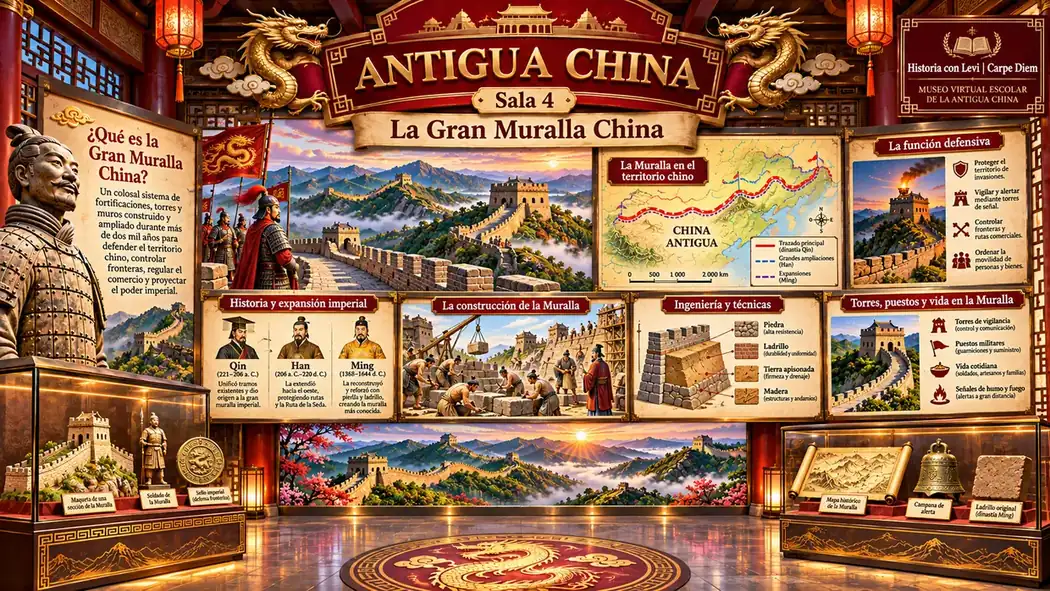 ANTIGUA CHINA
Sala 4
La Gran Muralla China
Historia con Levi | Carpe Diem
MUSEO VIRTUAL ESCOLAR
DE LA ANTIGUA CHINA
¿Qué es la
Gran Muralla
China?
Un colosal sistema de
fortificaciones, torres y
muros construido y
ampliado durante más
de dos mil años para
defender el territorio
chino, controlar
fronteras, regular el
comercio y proyectar
el poder imperial.
La Muralla en el
territorio chino
CHINA
ANTIGUA
0 500 1 000 2.000 km
Trazado principal
(dinastía Qin)
Grandes ampliaciones
(Han)
Expansiones
(Ming)
La función defensiva
Proteger el
territorio de
invasiones.
Vigilar y alertar
mediante torres
de señal.
Controlar
fronteras y
rutas comerciales.
Ordenar la
movilidad de
personas y bienes.
Historia y expansión imperial
Qin
(221–206 a. C.)
Unificó tramos
existentes y dio
origen a la gran
muralla imperial.
Han
(206 a. C.–220 d. C.)
La extendió
hacia el oeste,
protegiendo rutas
y la Ruta de la Seda.
Ming
(1368–1644 d. C.)
La reconstruyó
y reforzó con
piedra y ladrillo,
creando la muralla
más conocida.
La construcción de la Muralla
Ingeniería y técnicas
Piedra
(alta resistencia)
Ladrillo
(durabilidad y uniformidad)
Tierra apisonada
(firmeza y drenaje)
Madera
(estructuras y andamios)
Torres, puestos y vida en la Muralla
Torres de vigilancia
(control y comunicación)
Puestos militares
(guarniciones y suministro)
Vida cotidiana
(soldados, artesanos y familias)
Señales de humo y fuego
(alertas a gran distancia)
Maqueta de una
sección de la Muralla
Soldado de
la Muralla
Sello imperial
(defensa fronteriza)
Mapa histórico
de la Muralla
Campana de
alerta
Ladrillo original
(dinastía Ming)